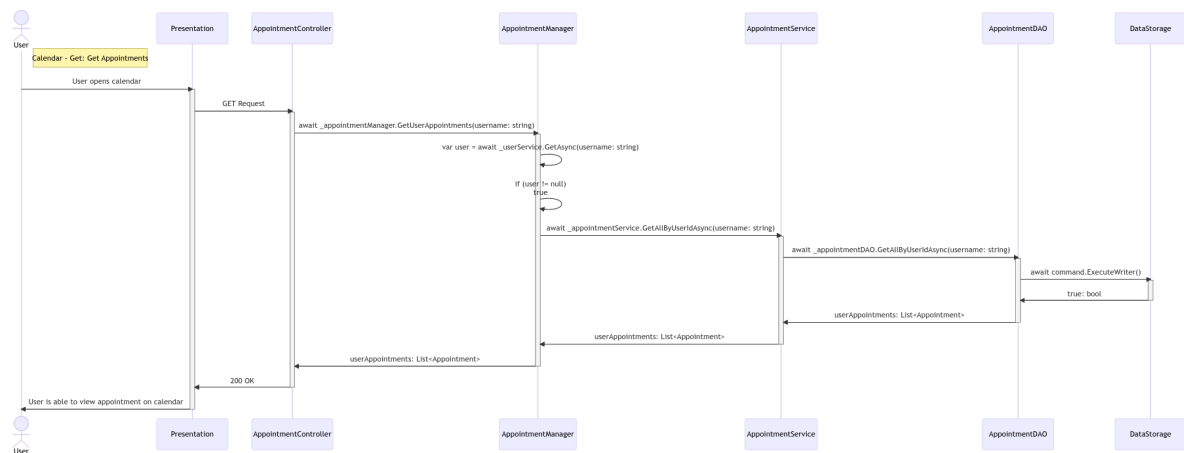 Presentation
AppointmentController
AppointmentManager
AppointmentService
AppointmentDAO
DataStorage
User
Calendar - Get: Get Appointments
User opens calendar
GET Request
await _appointmentManager.GetUserAppointments(username: string)
var user = await _userService.GetAsync(username: string)
if (user != null)
true
await _appointmentService.GetAllByUserIdAsync(username: string)
await _appointmentDAO.GetAllByUserIdAsync(username: string)
await command.ExecuteWriter()
true: bool
userAppointments: List<Appointment>
userAppointments: List<Appointment>
userAppointments: List<Appointment>
200 OK
User is able to view appointment on calendar
Presentation
AppointmentController
AppointmentManager
AppointmentService
AppointmentDAO
DataStorage
User